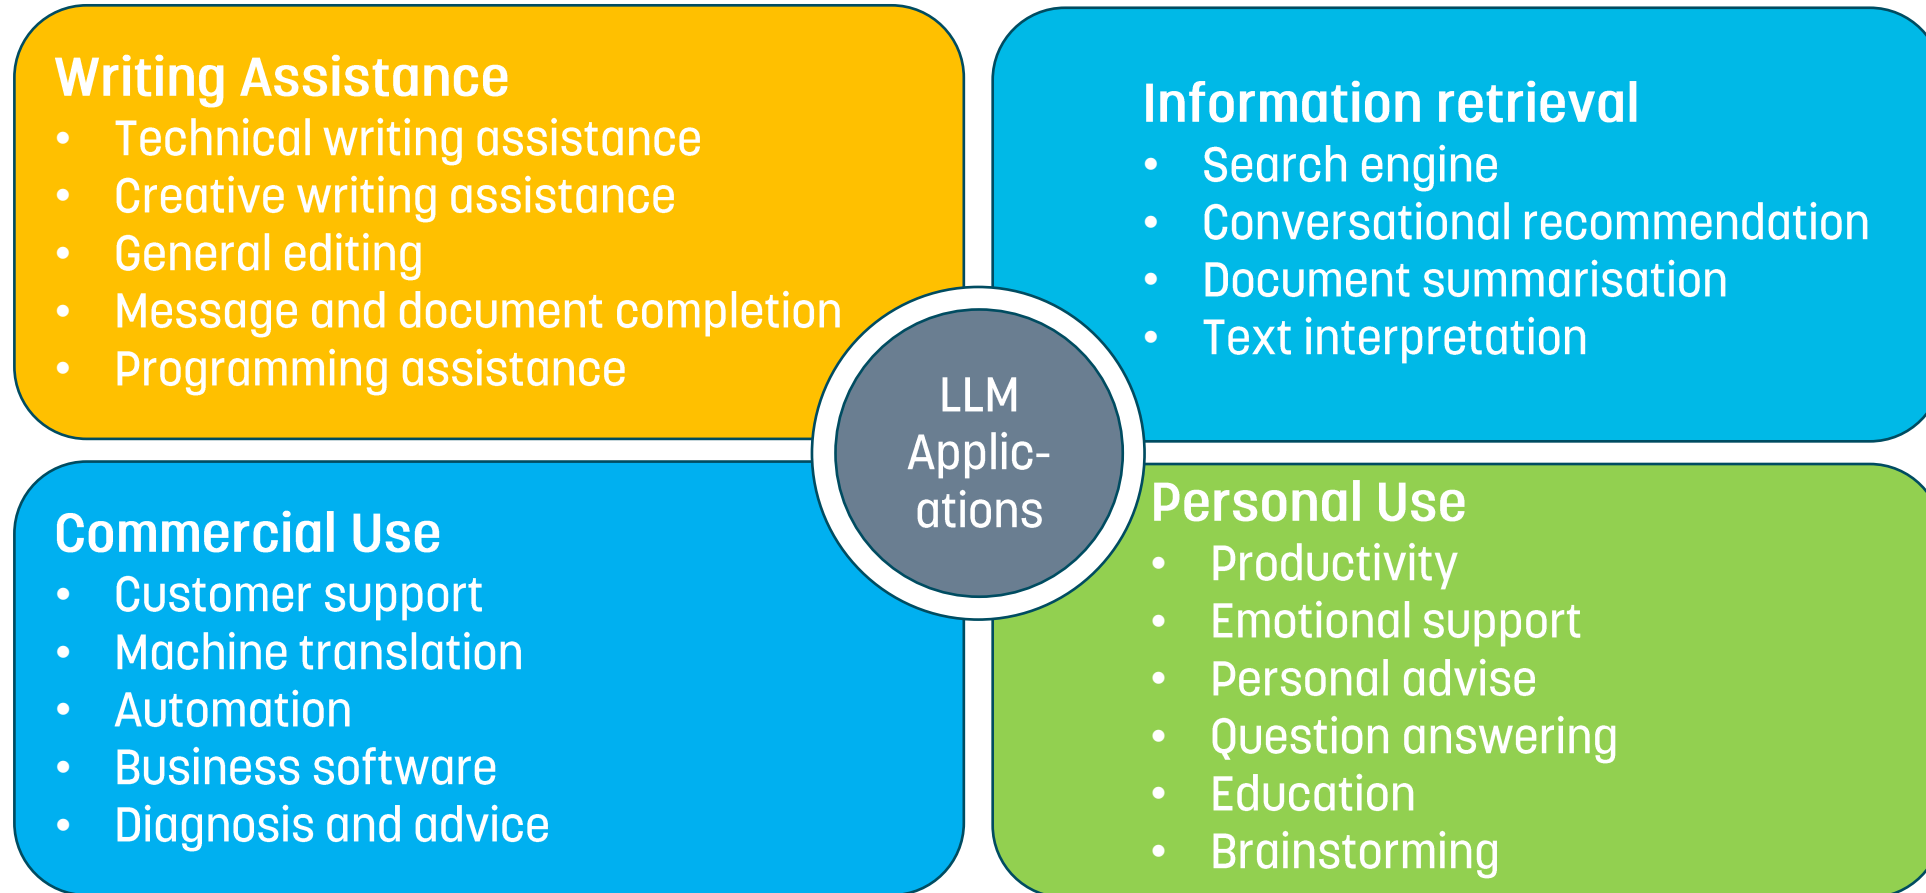 Writing Assistance
• Technical writing assistance
• Creative writing assistance
• General editing
• Message and document completion
• Programming assistance
Information retrieval
• Search engine
• Conversational recommendation
• Document summarisation
• Text interpretation
LLM
Applic-
ations
Commercial Use
• Customer support
• Machine translation
• Automation
• Business software
• Diagnosis and advice
Personal Use
• Productivity
• Emotional support
• Personal advise
• Question answering
• Education
• Brainstorming